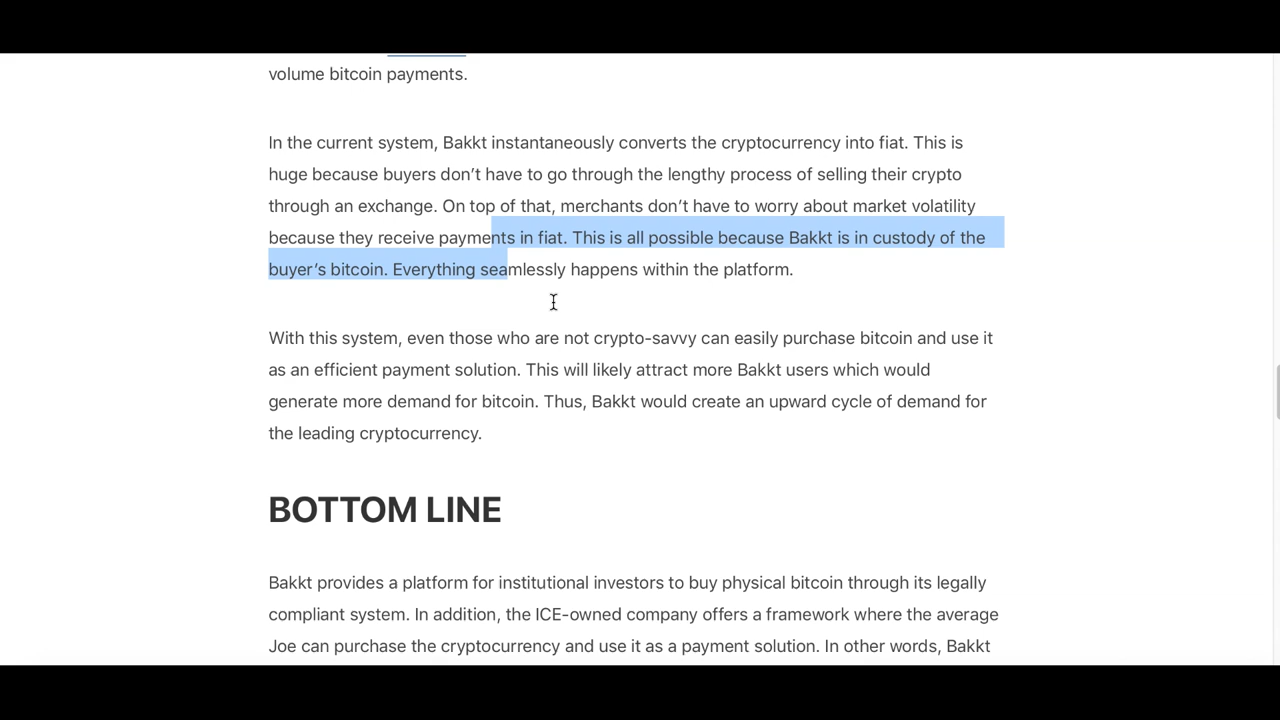 volume bitcoin payments.
In the current system, Bakkt instantaneously converts the cryptocurrency into fiat. This is
huge because buyers don’t have to go through the lengthy process of selling their crypto
through an exchange. On top of that, merchants don’t have to worry about market volatility
because they receive payments in fiat. This is all possible because Bakkt is in custody of the
buyer’s bitcoin. Everything seamlessly happens within the platform.
With this system, even those who are not crypto-savvy can easily purchase bitcoin and use it
as an efficient payment solution. This will likely attract more Bakkt users which would
generate more demand for bitcoin. Thus, Bakkt would create an upward cycle of demand for
the leading cryptocurrency.
BOTTOM LINE
Bakkt provides a platform for institutional investors to buy physical bitcoin through its legally
compliant system. In addition, the ICE-owned company offers a framework where the average
Joe can purchase the cryptocurrency and use it as a payment solution. In other words, Bakkt